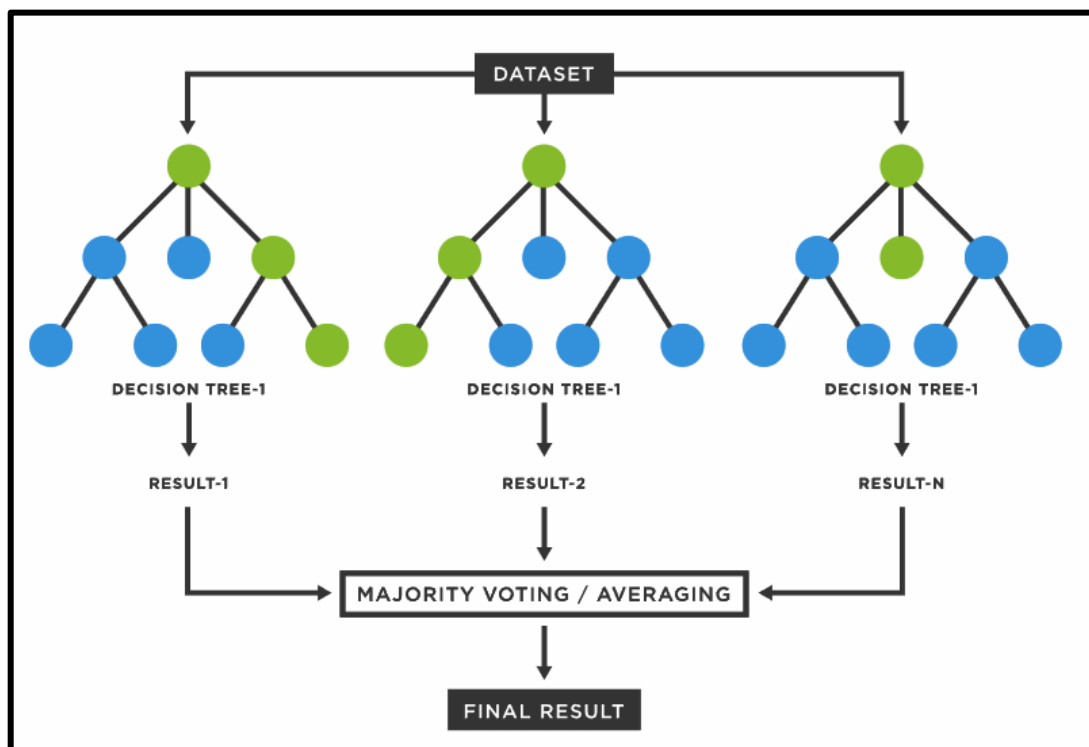 DATASET
DECISION TREE-1
DECISION TREE-1
DECISION TREE-1
RESULT-1
RESULT-2
RESULT-N
MAJORITY VOTING / AVERAGING
FINAL RESULT